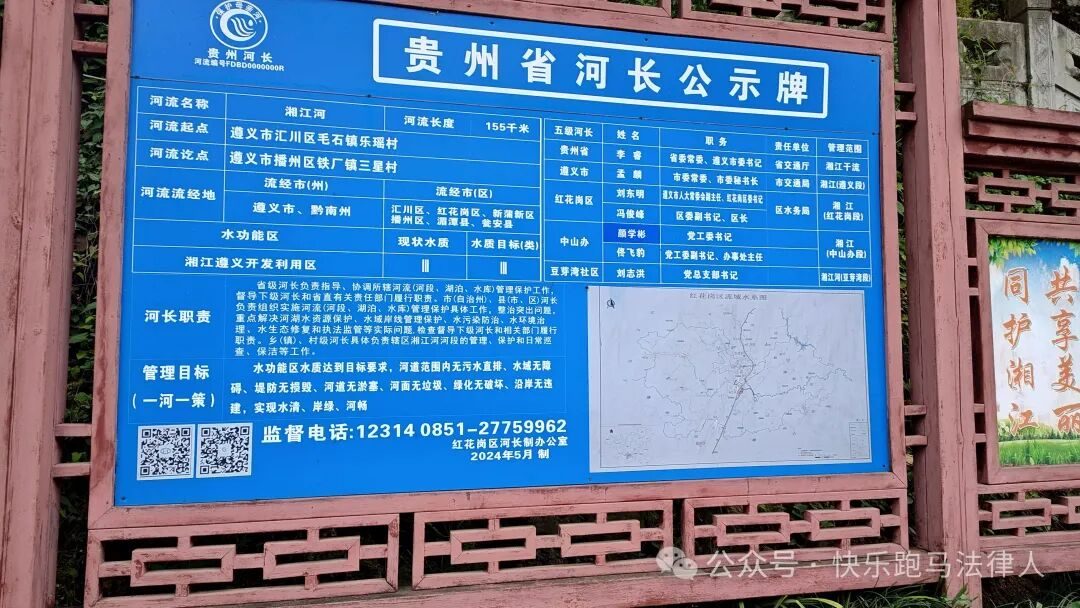 贵州河长
河流编号FDBD0000000R
贵州省河长公示牌
河流名称 湘江河 河流长度 155千米
河流起点 遵义市汇川区毛石镇乐瑶村
河流讫点 遵义市播州区铁厂镇三星村
河流流经地 流经市(州) 流经市(区)
遵义市、黔南州 汇川区、红花岗区、新蒲新区
播州区、湄潭县、瓮安县
水功能区 现状水质 水质目标(类)
湘江遵义开发利用区 Ⅲ Ⅲ
河长职责
省级河长负责指导、协调所辖河流(河段、湖泊、水库)管理保护工作,
督导下级河长和省直有关责任部门履行职责。市(自治州)、县(市、区)河长
负责组织实施河流(河段、湖泊、水库)管理保护具体工作,整治突出问题,
重点解决河湖水资源保护、水域岸线管理保护、水污染防治、水环境治
理、水生态修复和执法监管等实际问题,检查督导下级河长和相关部门履行
职责。乡(镇)、村级河长具体负责辖区湘江河河段的管理、保护和日常巡
查、保洁等工作。
管理目标
(一河一策)
水功能区水质达到目标要求,河道范围内无污水直排、水域无障
碍、堤防无损毁、河道无淤塞、河面无垃圾、绿化无破坏、沿岸无违
建,实现水清、岸绿、河畅
监督电话:12314 0851-27759962
红花岗区河长制办公室
2024年5月 制
五级河长 姓名 职务 责任单位 管理范围
贵州省 李睿 省委常委、遵义市委书记 省交通厅 湘江干流
遵义市 孟麟 市委常委、市委秘书长 市交通局 湘江(遵义段)
红花岗区 刘东明 遵义市人大常委会副主任、红花岗区委书记 区水务局 湘江
(红花岗段)
冯俊峰 区委副书记、区长
中山办 颜学彬 党工委书记 湘江
(中山办段)
佟飞豹 党工委副书记、办事处主任
豆芽湾社区 刘志洪 党总支部书记 湘江河(豆芽湾段)
红花岗区流域水系图
共享美丽
同护湘江
公众号·快乐跑马法律人